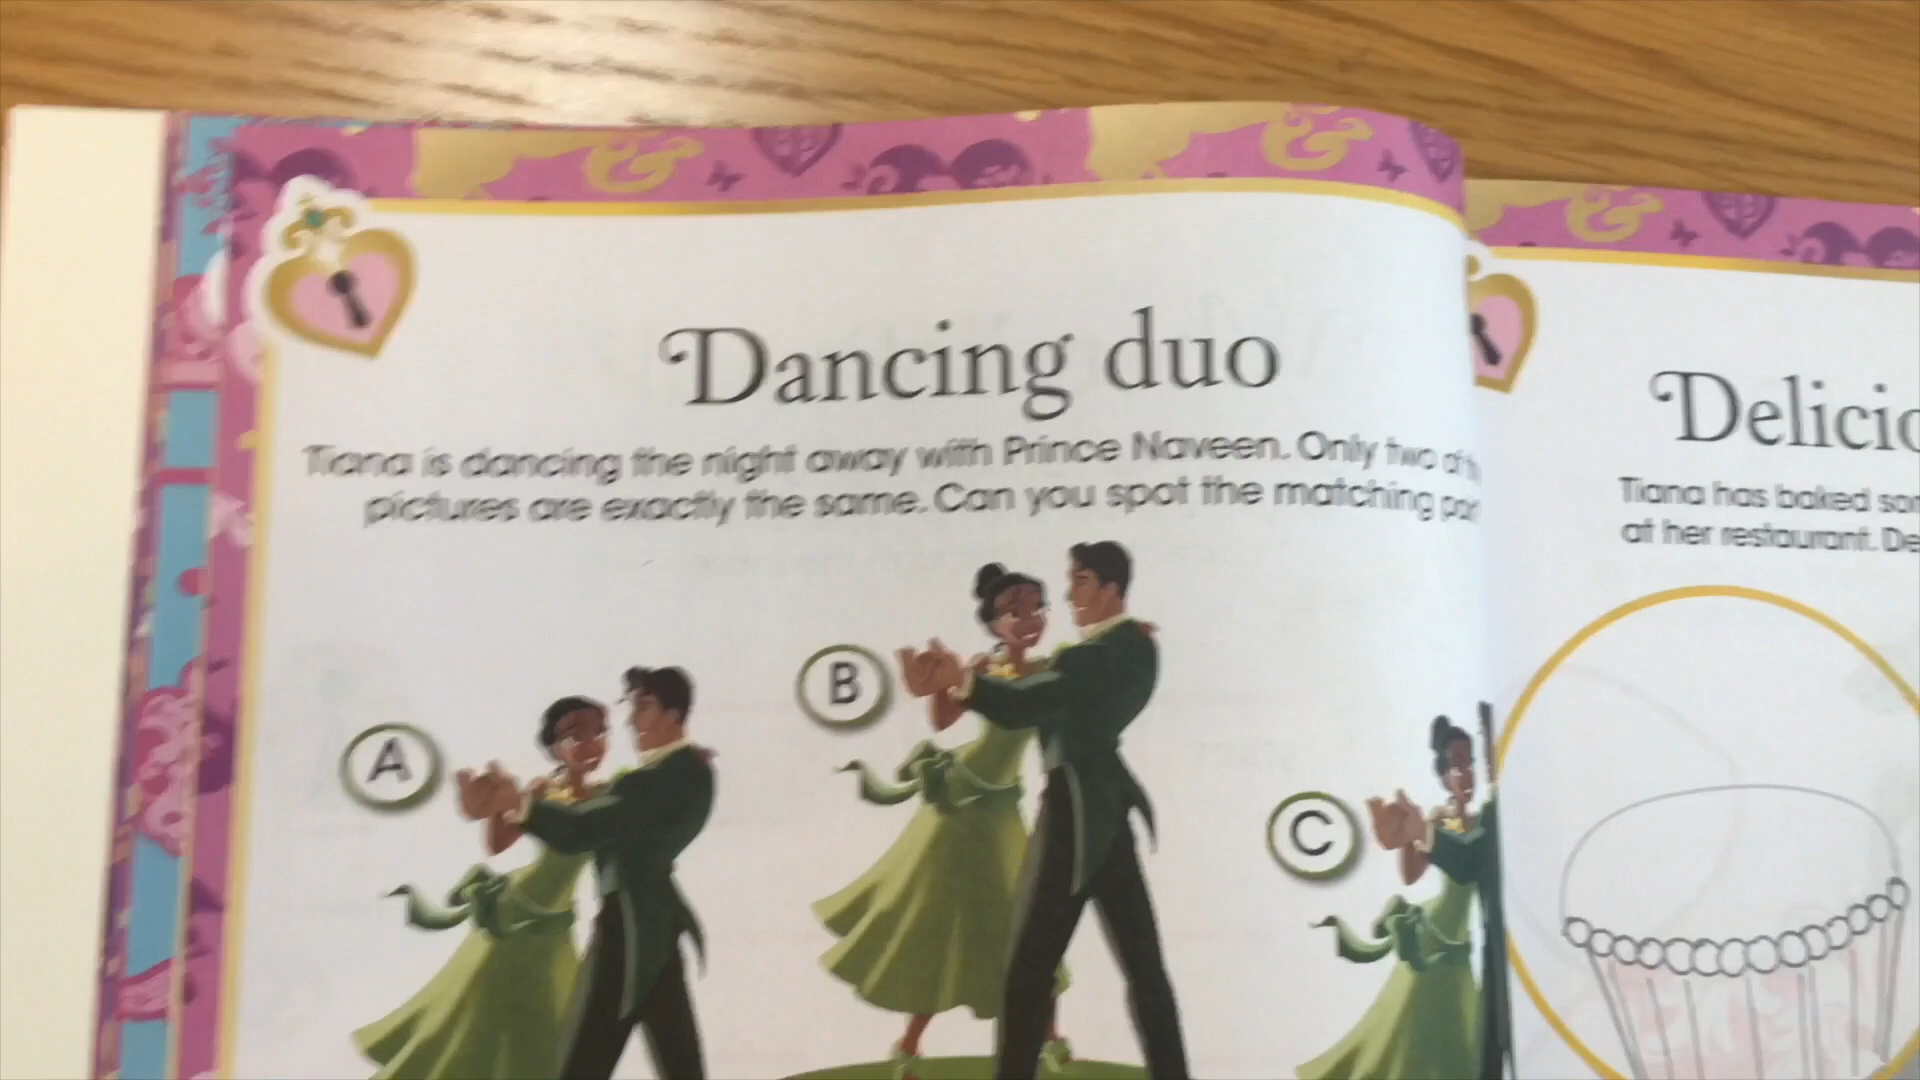 Dancing duo
Tiana is dancing the night away with Prince Naveen. Only two of
pictures are exactly the same. Can you spot the matching
A
B
C
Delicio
Tiana has baked
at her restaurant.